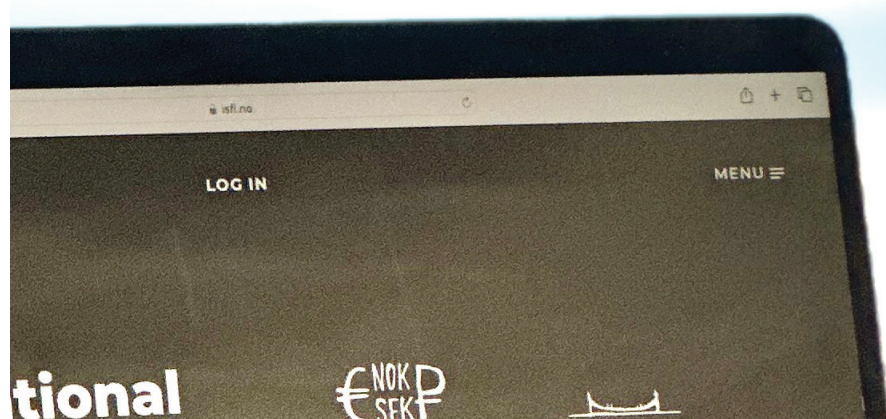 isfi.no
LOG IN
MENU
tional
€ NOK ₽
SEK